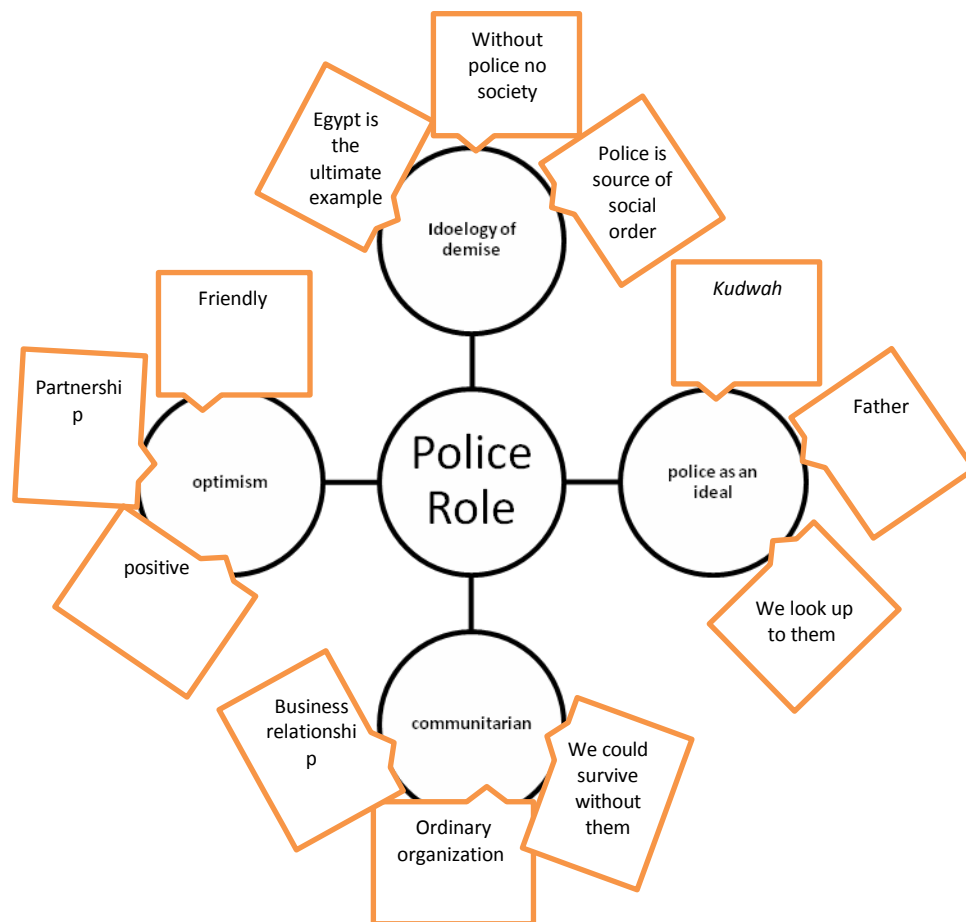 Without
police no
society
Egypt is
the
ultimate
example
Police is
source of
social
order
Idoelogy of
demise
Kudwah
Friendly
Partnershi
p
Father
Police
Role
optimism
police as an
ideal
positive
We look up
to them
Business
relationshi
p
communitarian
We could
survive
without
them
Ordinary
organization